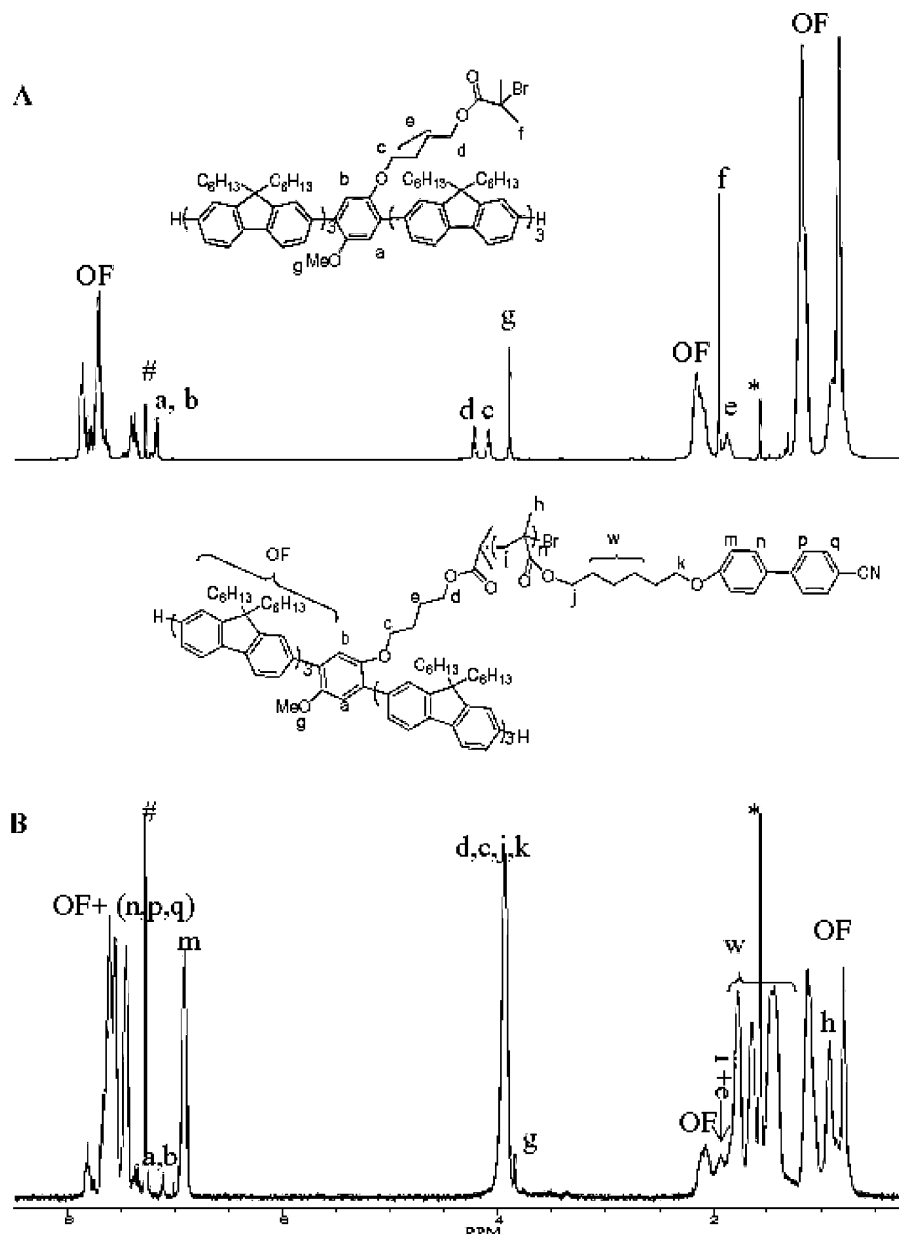 OF
A
O
Br
O
e
f
c
d
f
b
O
C6H13
C6H13
C6H13
C6H13
H
3
H
3
a
g MeO
OF
g
OF
#
a, b
d c
e
*
h
OF
Br
n
i
w
m
n
p
q
O
O
O
O
CN
k
j
e
d
C6H13
C6H13
c
H
b
O
3
C6H13
C6H13
MeO
g
a
3
H
B
#
*
d,c,j,k
OF+ (n,p,q)
OF
w
m
h
i+e
OF
a,b
g
8
6
4
2
PPM